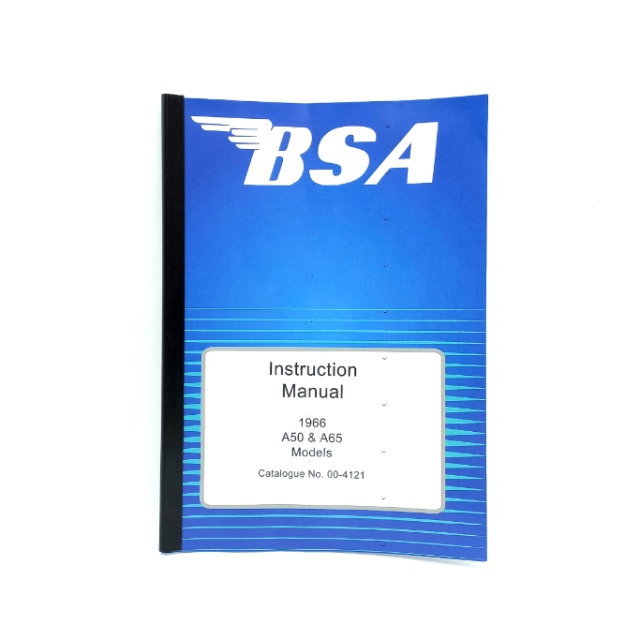 BSA
Instruction
Manual
1966
A50 & A65
Models
Catalogue No. 00-4121